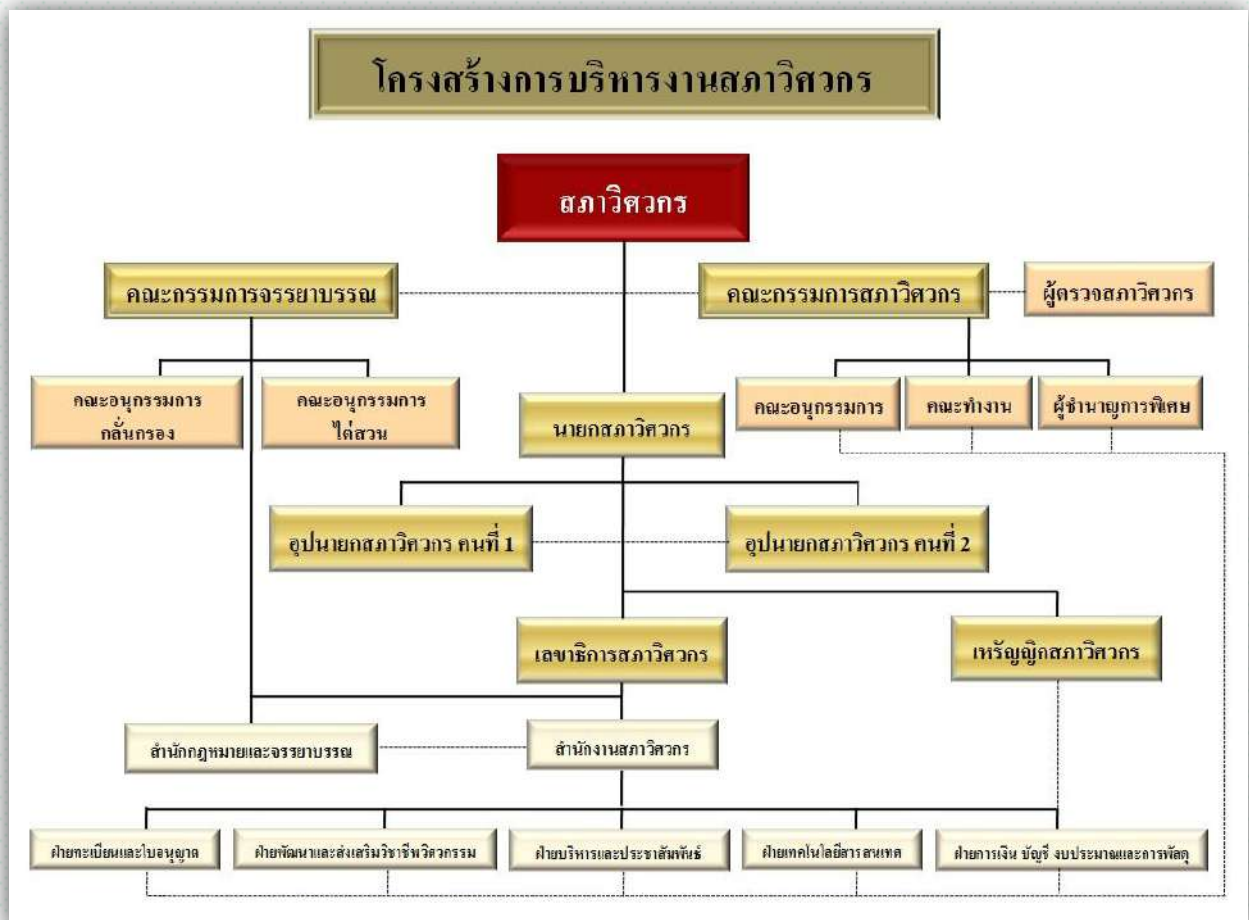 โครงสร้างการบริหารงานสภาวิศวกร
สภาวิศวกร
คณะกรรมการจรรยาบรรณ
คณะกรรมการสภาวิศวกร
ผู้ตรวจสภาวิศวกร
คณะอนุกรรมการ
กลั่นกรอง
คณะอนุกรรมการ
ไต่สวน
คณะอนุกรรมการ
คณะทำงาน
ผู้ชำนาญการพิเศษ
นายกสภาวิศวกร
อุปนายกสภาวิศวกร คนที่ 1
อุปนายกสภาวิศวกร คนที่ 2
เลขาธิการสภาวิศวกร
เหรัญญิกสภาวิศวกร
สำนักกฎหมายและจรรยาบรรณ
สำนักงานสภาวิศวกร
ฝ่ายทะเบียนและใบอนุญาต
ฝ่ายพัฒนาและส่งเสริมวิชาชีพวิศวกรรม
ฝ่ายบริหารและประชาสัมพันธ์
ฝ่ายเทคโนโลยีสารสนเทศ
ฝ่ายการเงิน บัญชี งบประมาณและการพัสดุ